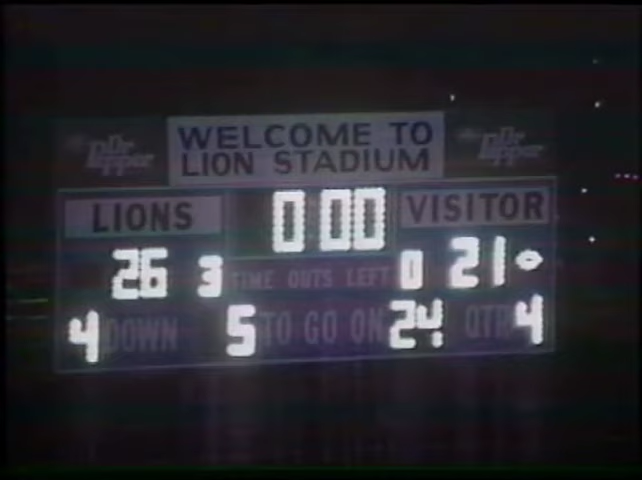 WELCOME TO
LION STADIUM
Dr Pepper
Dr Pepper
LIONS 0:00 VISITOR
26 3 TIME OUTS LEFT 0 21
4 DOWN 5 TO GO ON 24 QTR 4